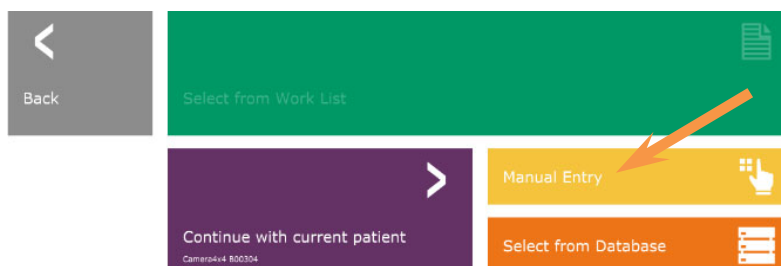 Back
Select from Work List
Manual Entry
Continue with current patient
Camera4x4 B00304
Select from Database